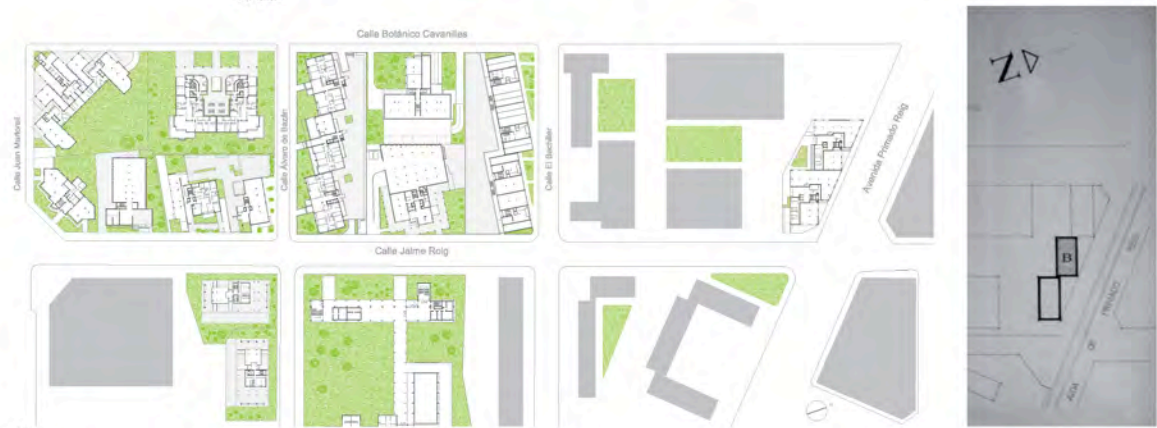 Calle Botánico Cavanilles
Calle Juan Martorell
Calle Álvaro de Bazán
Calle El Bachiller
Avenida Primado Reig
Calle Jaime Roig
N
B
AVDA DE PRIMADO REIG